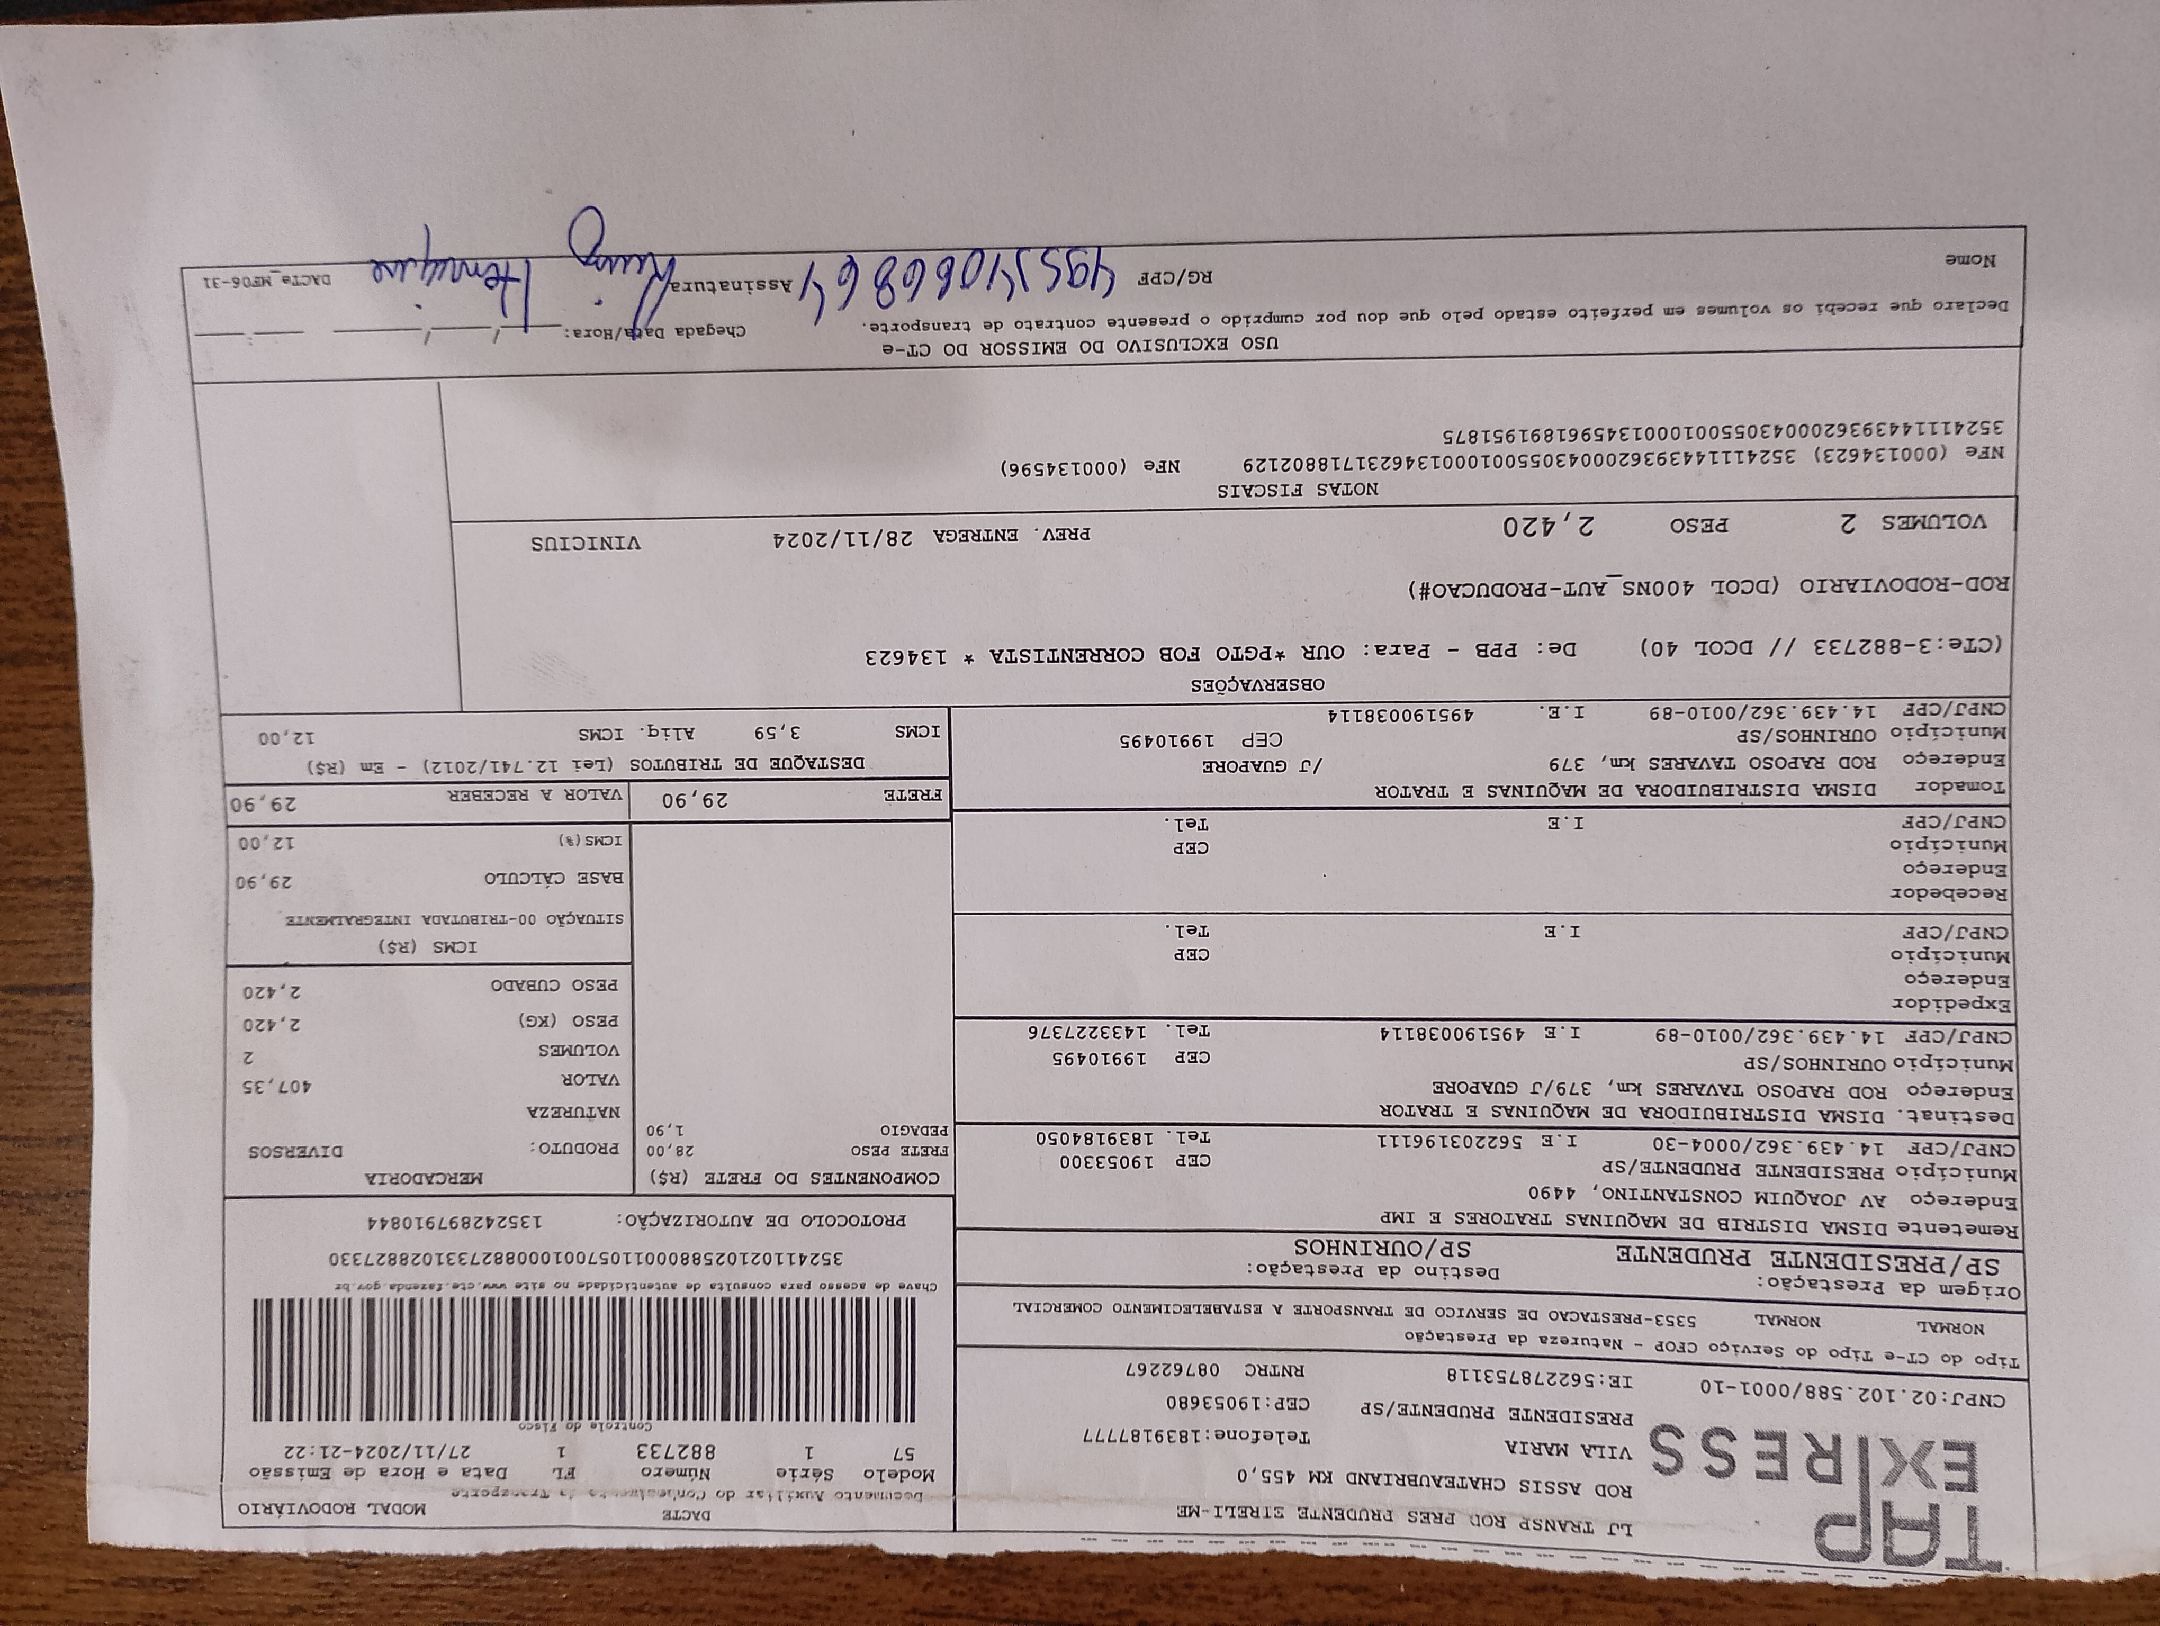 TAP
EXPRESS
LJ TRANSP ROD PRES PRUDENTE EIRELI-ME
ROD ASSIS CHATEAUBRIAND KM 455,0
VILA MARIA Telefone:1839187777
PRESIDENTE PRUDENTE/SP CEP:19053680
CNPJ:02.102.588/0001-10 IE:562278753118 RNTRC 08762267
Tipo do CT-e Tipo do Serviço CFOP - Natureza da Prestação
NORMAL NORMAL 5353-PRESTACAO DE SERVICO DE TRANSPORTE A ESTABELECIMENTO COMERCIAL
Origem da Prestação: Destino da Prestação:
SP/PRESIDENTE PRUDENTE SP/OURINHOS
DACTE MODAL RODOVIÁRIO
Documento Auxiliar do Conhecimento de Transporte
Modelo Série Número FL Data e Hora de Emissão
57 1 882733 1 27/11/2024-21:22
Controle do Fisco
Chave de acesso para consulta de autenticidade no site www.cte.fazenda.gov.br
35241102102588000110570010008827331028827330
PROTOCOLO DE AUTORIZAÇÃO: 135242897910844
Remetente DISMA DISTRIB DE MAQUINAS TRATORES E IMP
Endereço AV JOAQUIM CONSTANTINO, 4490
Município PRESIDENTE PRUDENTE/SP CEP 19053300
CNPJ/CPF 14.439.362/0004-30 I.E 562203196111 Tel. 1839184050
Destinat. DISMA DISTRIBUIDORA DE MAQUINAS E TRATOR
Endereço ROD RAPOSO TAVARES km, 379/J GUAPORE
Município OURINHOS/SP CEP 19910495
CNPJ/CPF 14.439.362/0010-89 I.E 495190038114 Tel. 1433227376
Expedidor
Endereço
Município CEP
CNPJ/CPF I.E Tel.
Recebedor
Endereço
Município CEP
CNPJ/CPF I.E Tel.
Tomador DISMA DISTRIBUIDORA DE MAQUINAS E TRATOR
Endereço ROD RAPOSO TAVARES km, 379 /J GUAPORE
Município OURINHOS/SP CEP 19910495
CNPJ/CPF 14.439.362/0010-89 I.E. 495190038114
COMPONENTES DO FRETE (R$)
FRETE PESO 28,00
PEDAGIO 1,90
MERCADORIA
PRODUTO: DIVERSOS
NATUREZA
VALOR 407,35
VOLUMES 2
PESO (KG) 2,420
PESO CUBADO 2,420
ICMS (R$)
SITUAÇÃO 00-TRIBUTADA INTEGRALMENTE
BASE CÁLCULO 29,90
ICMS(%) 12,00
FRETE 29,90 VALOR A RECEBER 29,90
DESTAQUE DE TRIBUTOS (Lei 12.741/2012) - Em (R$)
ICMS 3,59 Aliq. ICMS 12,00
OBSERVAÇÕES
(CTe:3-882733 // DCOL 40) De: PPB - Para: OUR *PGTO FOB CORRENTISTA * 134623
ROD-RODOVIARIO (DCOL 400NS_AUT-PRODUCAO#)
VOLUMES 2 PESO 2,420 PREV. ENTREGA 28/11/2024 VINICIUS
NOTAS FISCAIS
NFe (000134623) 35241114439362000430550010001346231718802129 NFe (000134596)
35241114439362000430550010001345961891951875
USO EXCLUSIVO DO EMISSOR DO CT-e
Declaro que recebi os volumes em perfeito estado pelo que dou por cumprido o presente contrato de transporte. Chegada Data/Hora: ____/____/____ ___:___
Nome RG/CPF Assinatura Henrique DACTe_MF06-31